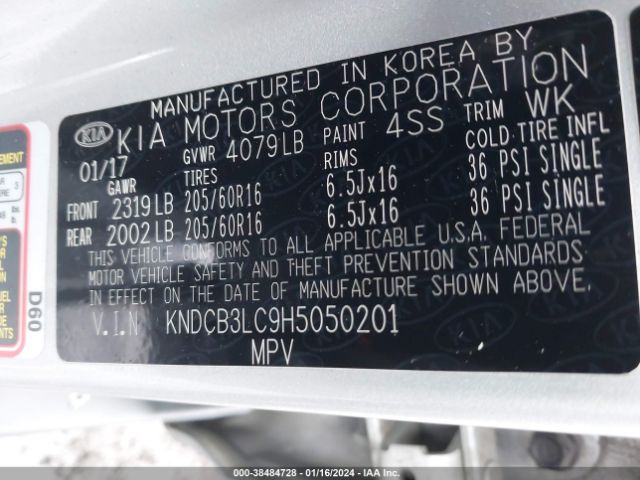 MANUFACTURED IN KOREA BY
KIA KIA MOTORS CORPORATION
01/17 GVWR 4079LB PAINT 4SS TRIM WK
GAWR TIRES RIMS COLD TIRE INFL
FRONT 2319LB 205/60R16 6.5Jx16 36 PSI SINGLE
REAR 2002LB 205/60R16 6.5Jx16 36 PSI SINGLE
THIS VEHICLE CONFORMS TO ALL APPLICABLE U.S.A. FEDERAL
MOTOR VEHICLE SAFETY AND THEFT PREVENTION STANDARDS
IN EFFECT ON THE DATE OF MANUFACTURE SHOWN ABOVE.
V.I.N KNDCB3LC9H5050201
MPV
D60
000-38484728 - 01/16/2024 - IAA Inc.